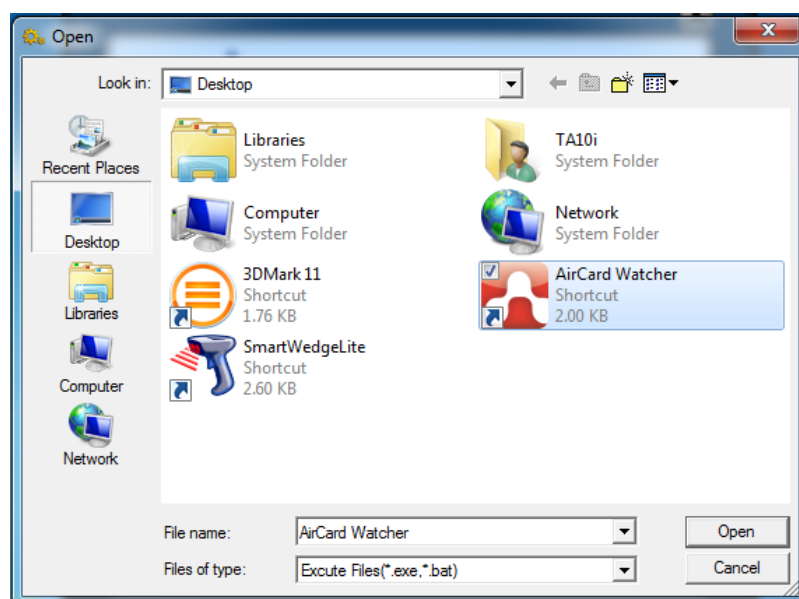 Open
Look in:
Desktop
Recent Places
Desktop
Libraries
Computer
Network
Libraries
System Folder
TA10i
System Folder
Computer
System Folder
Network
System Folder
3DMark 11
Shortcut
1.76 KB
AirCard Watcher
Shortcut
2.00 KB
SmartWedgeLite
Shortcut
2.60 KB
File name:
AirCard Watcher
Open
Files of type:
Excute Files(*.exe,*.bat)
Cancel